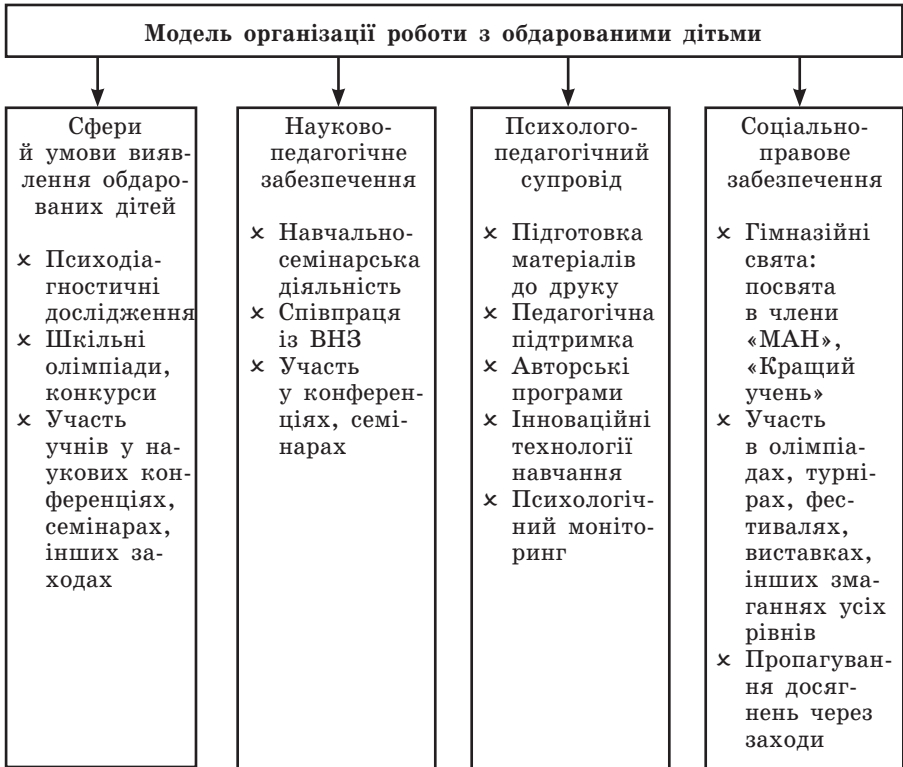 Модель організації роботи з обдарованими дітьми
Сфери
й умови вияв-
лення обдаро-
ваних дітей
× Психодіа-
гностичні
дослідження
× Шкільні
олімпіади,
конкурси
× Участь
учнів у на-
укових кон-
ференціях,
семінарах,
інших за-
ходах
Науково-
педагогічне
забезпечення
× Навчально-
семінарська
діяльність
× Співпраця
із ВНЗ
× Участь
у конферен-
ціях, семі-
нарах
Психолого-
педагогічний
супровід
× Підготовка
матеріалів
до друку
× Педагогічна
підтримка
× Авторські
програми
× Інноваційні
технології
навчання
× Психологіч-
ний моніто-
ринг
Соціально-
правове
забезпечення
× Гімназійні
свята:
посвята
в члени
«МАН»,
«Кращий
учень»
× Участь
в олімпіа-
дах, турні-
рах, фес-
тивалях,
виставках,
інших зма-
ганнях усіх
рівнів
× Пропагуван-
ня досяг-
нень через
заходи